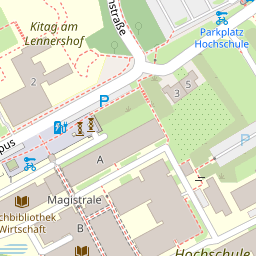 Kitag am
Lennershof
straße
Parkplatz
Hochschule
2
P
3
5
pus
P
A
Magistrale
chbibliothek
Wirtschaft
B
Hochschule